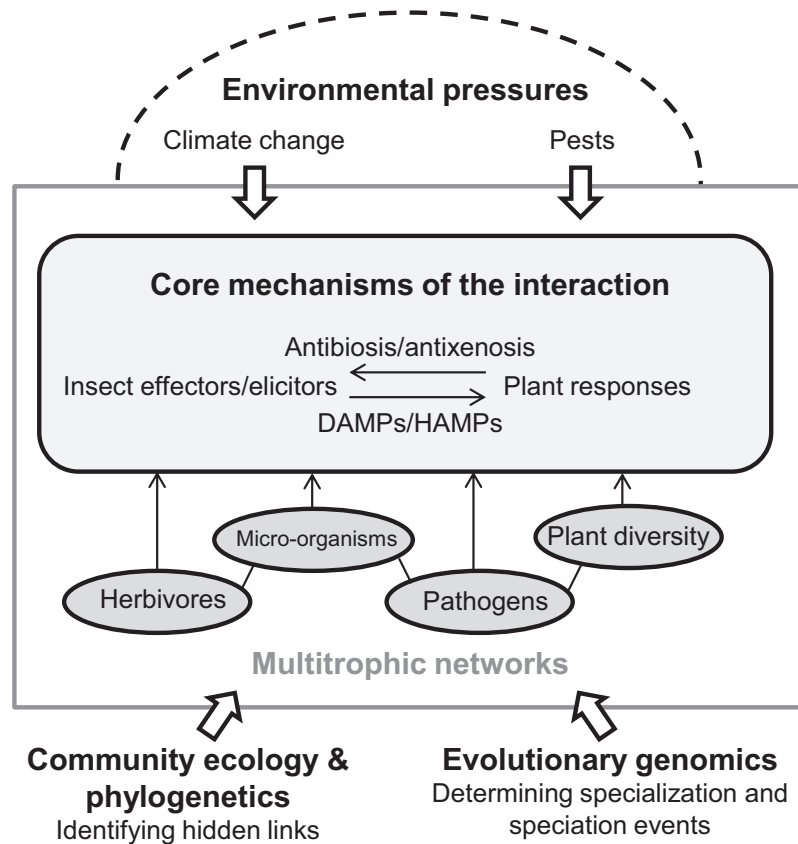 Environmental pressures
Climate change
Pests
Core mechanisms of the interaction
Antibiosis/antixenosis
Insect effectors/elicitors
Plant responses
DAMPs/HAMPs
Micro-organisms
Plant diversity
Herbivores
Pathogens
Multitrophic networks
Community ecology &
phylogenetics
Identifying hidden links
Evolutionary genomics
Determining specialization and
speciation events